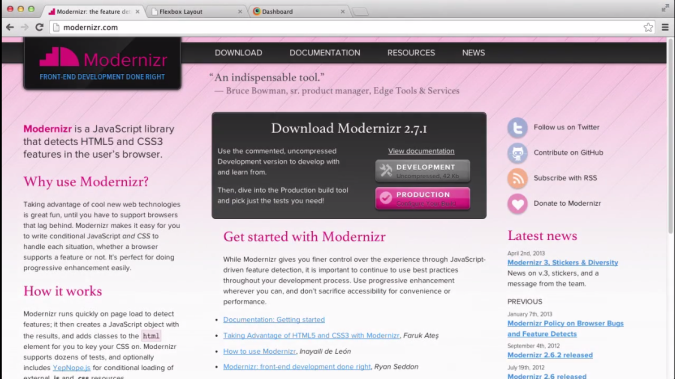 Modernizr: the feature de
Flexbox Layout
Dashboard
modernizr.com
Modernizr
FRONT-END DEVELOPMENT DONE RIGHT
DOWNLOAD
DOCUMENTATION
RESOURCES
NEWS
“An indispensable tool.”
— Bruce Bowman, sr. product manager, Edge Tools & Services
Modernizr is a JavaScript library
that detects HTML5 and CSS3
features in the user’s browser.
Why use Modernizr?
Taking advantage of cool new web technologies
is great fun, until you have to support browsers
that lag behind. Modernizr makes it easy for you
to write conditional JavaScript and CSS to
handle each situation, whether a browser
supports a feature or not. It’s perfect for doing
progressive enhancement easily.
How it works
Modernizr runs quickly on page load to detect
features; it then creates a JavaScript object with
the results, and adds classes to the html
element for you to key your CSS on. Modernizr
supports dozens of tests, and optionally
includes YepNope.js for conditional loading of
external .js and .css resources.
Download Modernizr 2.7.1
Use the commented, uncompressed
Development version to develop with
and learn from.
Then, dive into the Production build tool
and pick just the tests you need!
View documentation
DEVELOPMENT
Uncompressed, 42 Kb
PRODUCTION
Get started with Modernizr
While Modernizr gives you finer control over the experience through JavaScript-
driven feature detection, it is important to continue to use best practices
throughout your development process. Use progressive enhancement
wherever you can, and don’t sacrifice accessibility for convenience or
performance.
• Documentation: Getting started
• Taking Advantage of HTML5 and CSS3 with Modernizr, Faruk Ateş
• How to use Modernizr, Inayaili de León
• Modernizr: front-end development done right, Ryan Seddon
Follow us on Twitter
Contribute on GitHub
Subscribe with RSS
Donate to Modernizr
Latest news
April 2nd, 2013
Modernizr 3, Stickers & Diversity
News on v.3, stickers, and a
message from the team.
PREVIOUS
January 7th, 2013
Modernizr Policy on Browser Bugs
and Feature Detects
September 4th, 2012
Modernizr 2.6.2 released
July 19th, 2012
Modernizr 2.6 released